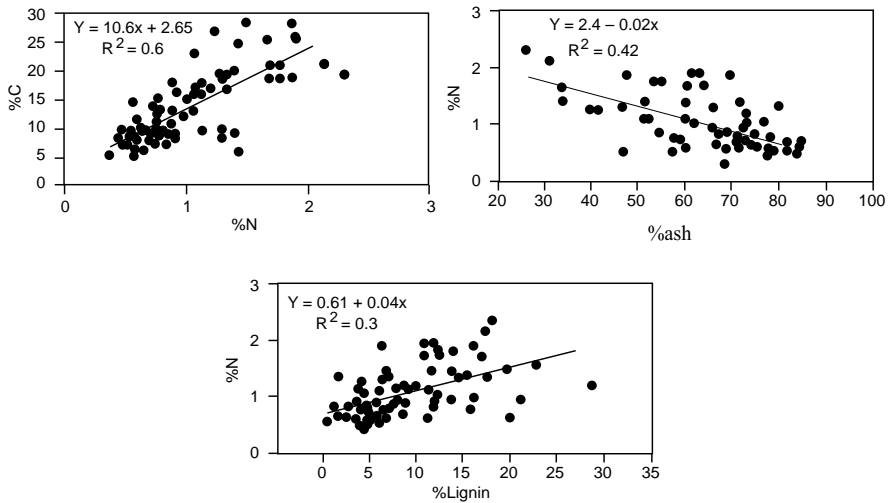 Y = 10.6x + 2.65
R2 = 0.6
%C
30
25
20
15
10
5
0
0 1 2 3
%N
Y = 2.4 – 0.02x
R2 = 0.42
%N
3
2
1
0
20 30 40 50 60 70 80 90 100
%ash
Y = 0.61 + 0.04x
R2 = 0.3
%N
3
2
1
0
0 5 10 15 20 25 30 35
%Lignin